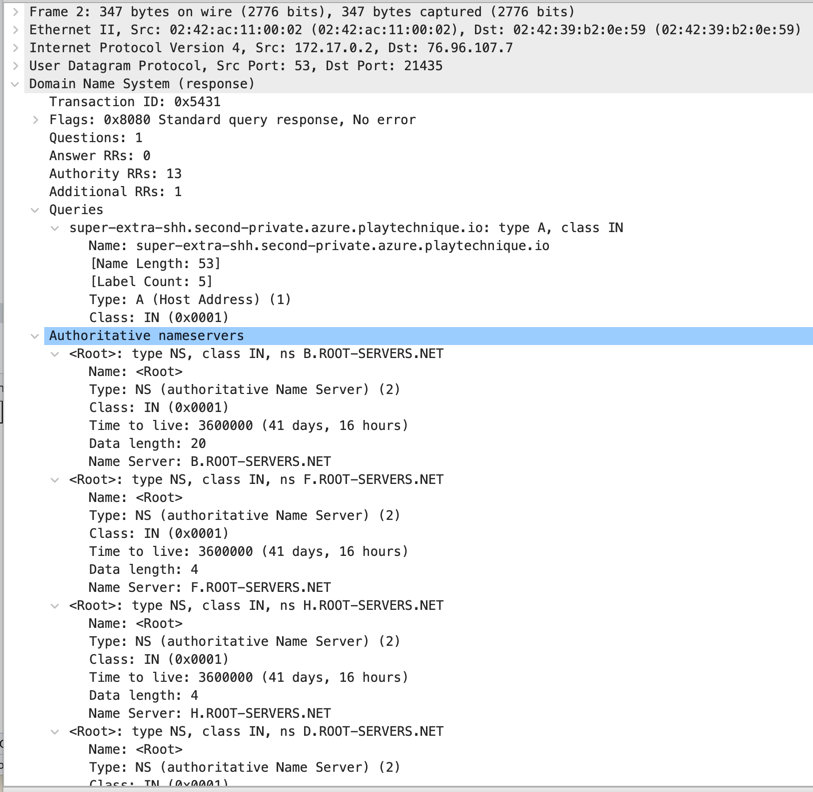 Frame 2: 347 bytes on wire (2776 bits), 347 bytes captured (2776 bits)
Ethernet II, Src: 02:42:ac:11:00:02 (02:42:ac:11:00:02), Dst: 02:42:39:b2:0e:59 (02:42:39:b2:0e:59)
Internet Protocol Version 4, Src: 172.17.0.2, Dst: 76.96.107.7
User Datagram Protocol, Src Port: 53, Dst Port: 21435
Domain Name System (response)
Transaction ID: 0x5431
Flags: 0x8080 Standard query response, No error
Questions: 1
Answer RRs: 0
Authority RRs: 13
Additional RRs: 1
Queries
super-extra-shh.second-private.azure.playtechnique.io: type A, class IN
Name: super-extra-shh.second-private.azure.playtechnique.io
[Name Length: 53]
[Label Count: 5]
Type: A (Host Address) (1)
Class: IN (0x0001)
Authoritative nameservers
<Root>: type NS, class IN, ns B.ROOT-SERVERS.NET
Name: <Root>
Type: NS (authoritative Name Server) (2)
Class: IN (0x0001)
Time to live: 3600000 (41 days, 16 hours)
Data length: 20
Name Server: B.ROOT-SERVERS.NET
<Root>: type NS, class IN, ns F.ROOT-SERVERS.NET
Name: <Root>
Type: NS (authoritative Name Server) (2)
Class: IN (0x0001)
Time to live: 3600000 (41 days, 16 hours)
Data length: 4
Name Server: F.ROOT-SERVERS.NET
<Root>: type NS, class IN, ns H.ROOT-SERVERS.NET
Name: <Root>
Type: NS (authoritative Name Server) (2)
Class: IN (0x0001)
Time to live: 3600000 (41 days, 16 hours)
Data length: 4
Name Server: H.ROOT-SERVERS.NET
<Root>: type NS, class IN, ns D.ROOT-SERVERS.NET
Name: <Root>
Type: NS (authoritative Name Server) (2)
Class: IN (0x0001)